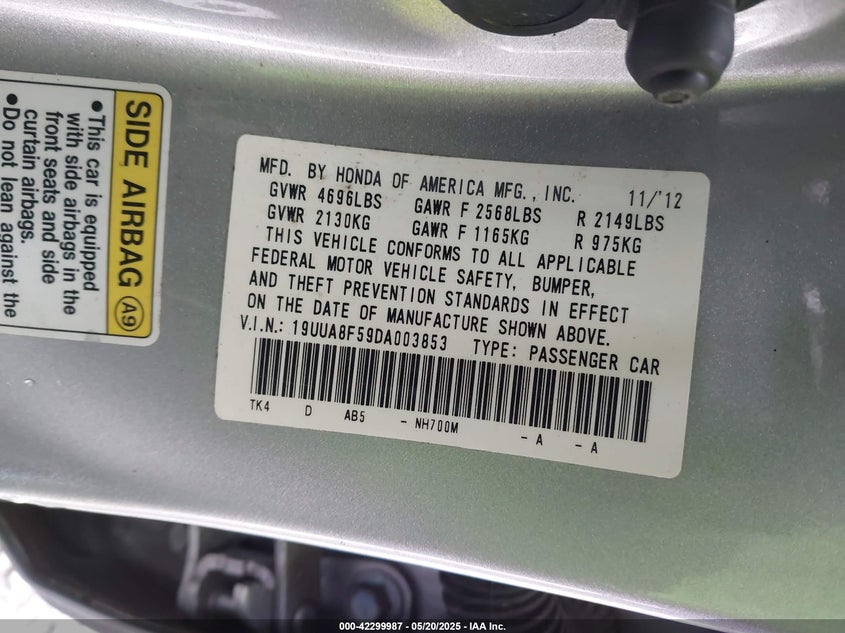 SIDE AIRBAG A9
●This car is equipped
with side airbags in the
front seats and side
curtain airbags.
●Do not lean against the
MFD. BY HONDA OF AMERICA MFG., INC. 11/'12
GVWR 4696LBS GAWR F 2568LBS R 2149LBS
GVWR 2130KG GAWR F 1165KG R 975KG
THIS VEHICLE CONFORMS TO ALL APPLICABLE
FEDERAL MOTOR VEHICLE SAFETY, BUMPER,
AND THEFT PREVENTION STANDARDS IN EFFECT
ON THE DATE OF MANUFACTURE SHOWN ABOVE.
V.I.N.: 19UUA8F59DA003853 TYPE: PASSENGER CAR
TK4 D AB5 - NH700M - A - A
000-42299987 - 05/20/2025 - IAA Inc.